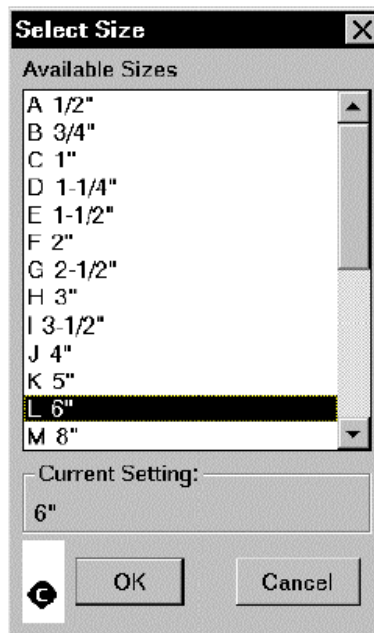 Select Size
Available Sizes
A 1/2"
B 3/4"
C 1"
D 1-1/4"
E 1-1/2"
F 2"
G 2-1/2"
H 3"
I 3-1/2"
J 4"
K 5"
L 6"
M 8"
Current Setting:
6"
C OK Cancel